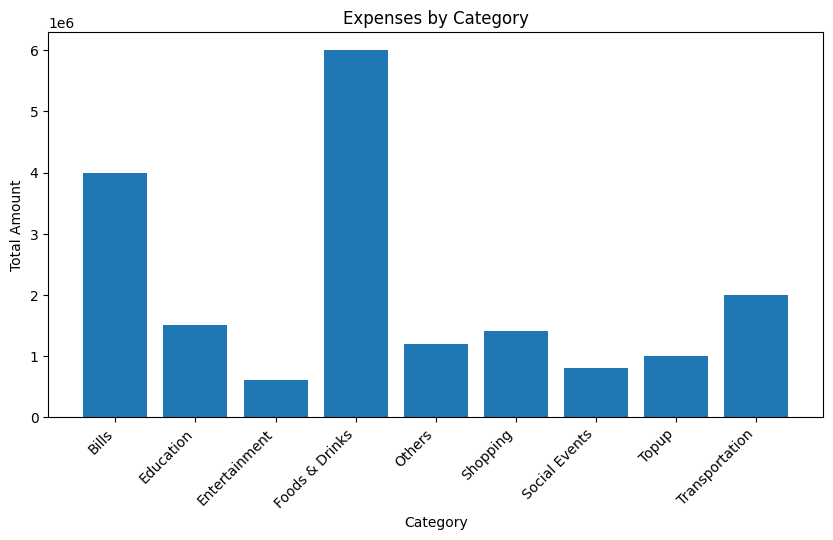 Expenses by Category
1e6
6
5
4
3
2
1
0
Total Amount
Bills
Education
Entertainment
Foods & Drinks
Others
Shopping
Social Events
Topup
Transportation
Category